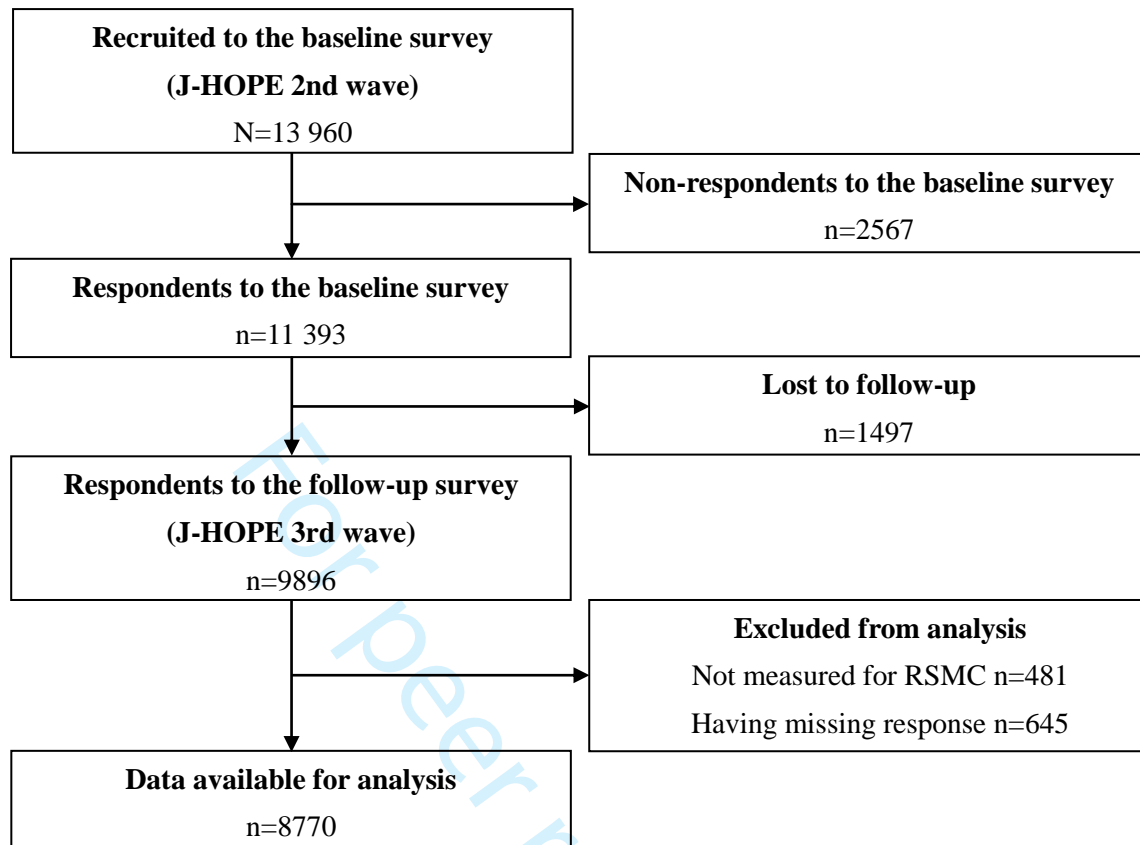 Recruited to the baseline survey
(J-HOPE 2nd wave)
N=13 960
Non-respondents to the baseline survey
n=2567
Respondents to the baseline survey
n=11 393
Lost to follow-up
n=1497
Respondents to the follow-up survey
(J-HOPE 3rd wave)
n=9896
Excluded from analysis
Not measured for RSMC n=481
Having missing response n=645
Data available for analysis
n=8770
For peer r